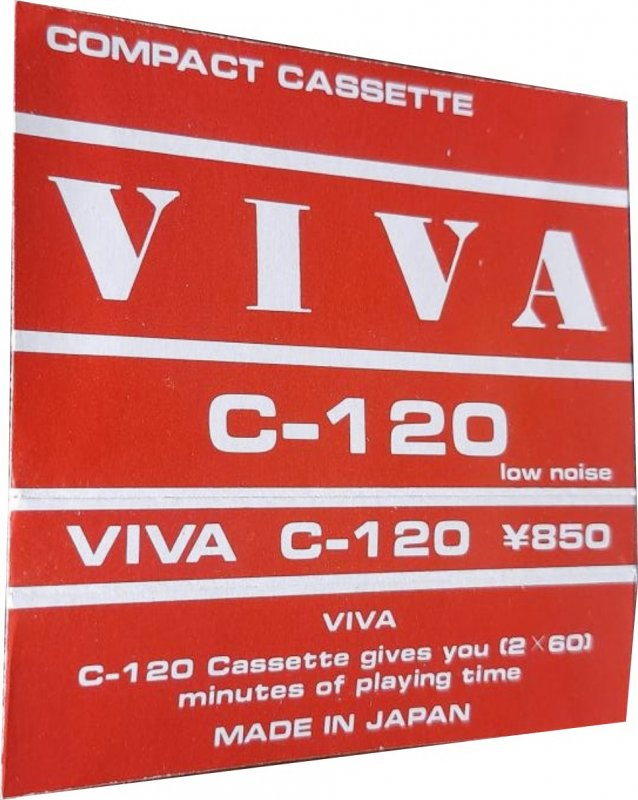 COMPACT CASSETTE
VIVA
C-120
low noise
VIVA C-120 ¥850
VIVA
C-120 Cassette gives you (2×60)
minutes of playing time
MADE IN JAPAN